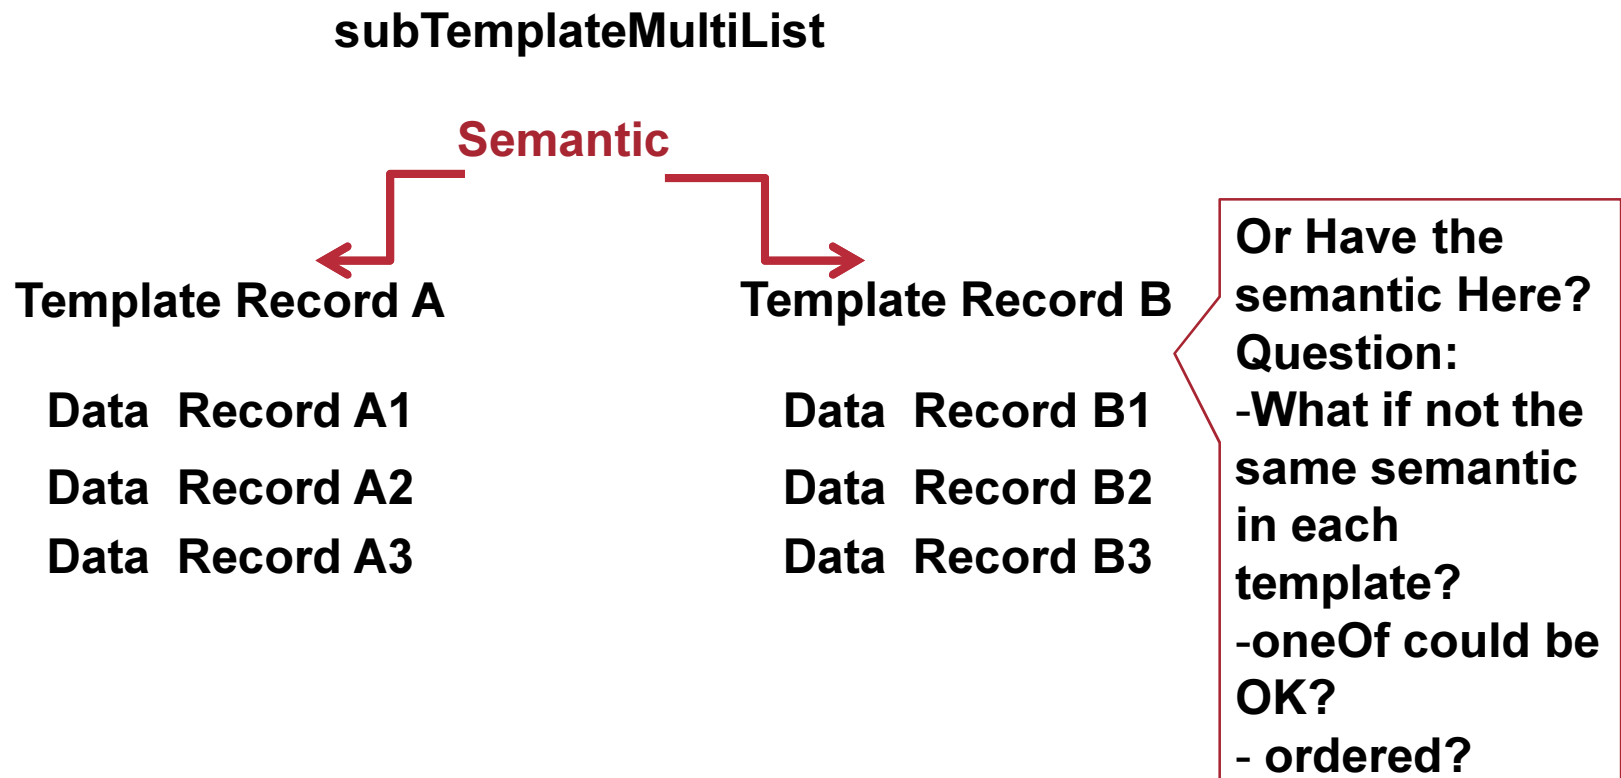 subTemplateMultiList
Semantic
Template Record A
Data Record A1
Data Record A2
Data Record A3
Template Record B
Data Record B1
Data Record B2
Data Record B3
Or Have the
semantic Here?
Question:
-What if not the
same semantic
in each
template?
-oneOf could be
OK?
- ordered?